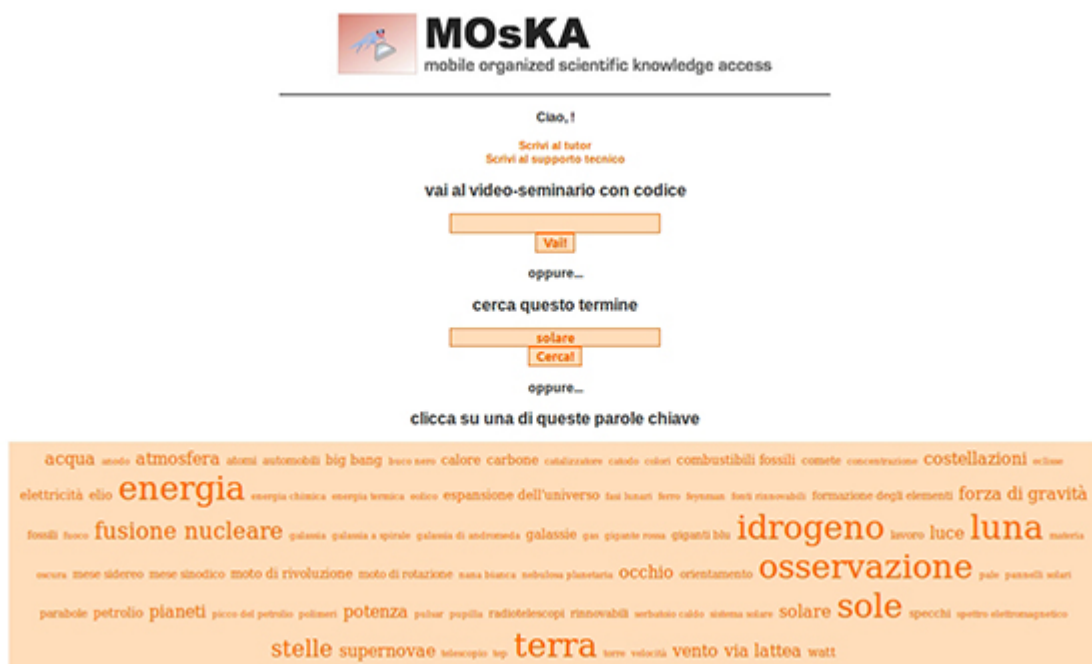 MOsKA
mobile organized scientific knowledge access
Ciao, !
Scrivi al tutor
Scrivi al supporto tecnico
vai al video-seminario con codice
Vai!
oppure...
cerca questo termine
solare
Cerca!
oppure...
clicca su una di queste parole chiave
acqua anodo atmosfera atomi automobili big bang buco nero calore carbone catalizzatore catodo colori combustibili fossili comete concentrazione costellazioni eclisse
elettricità elio energia energia chimica energia termica eolico espansione dell'universo fasi lunari ferro feynman fonti rinnovabili formazione degli elementi forza di gravità
fossili fuoco fusione nucleare galassia galassia a spirale galassia di andromeda galassie gas gigante rossa giganti blu idrogeno lavoro luce luna materia
oscura mese sidereo mese sinodico moto di rivoluzione moto di rotazione nana bianca nebulosa planetaria occhio orientamento osservazione pale pannelli solari
parabole petrolio pianeti picco del petrolio polimeri potenza pulsar pupilla radiotelescopi rinnovabili serbatoio caldo sistema solare solare sole specchi spettro elettromagnetico
stelle supernovae telescopio tep terra torre velocità vento via lattea watt